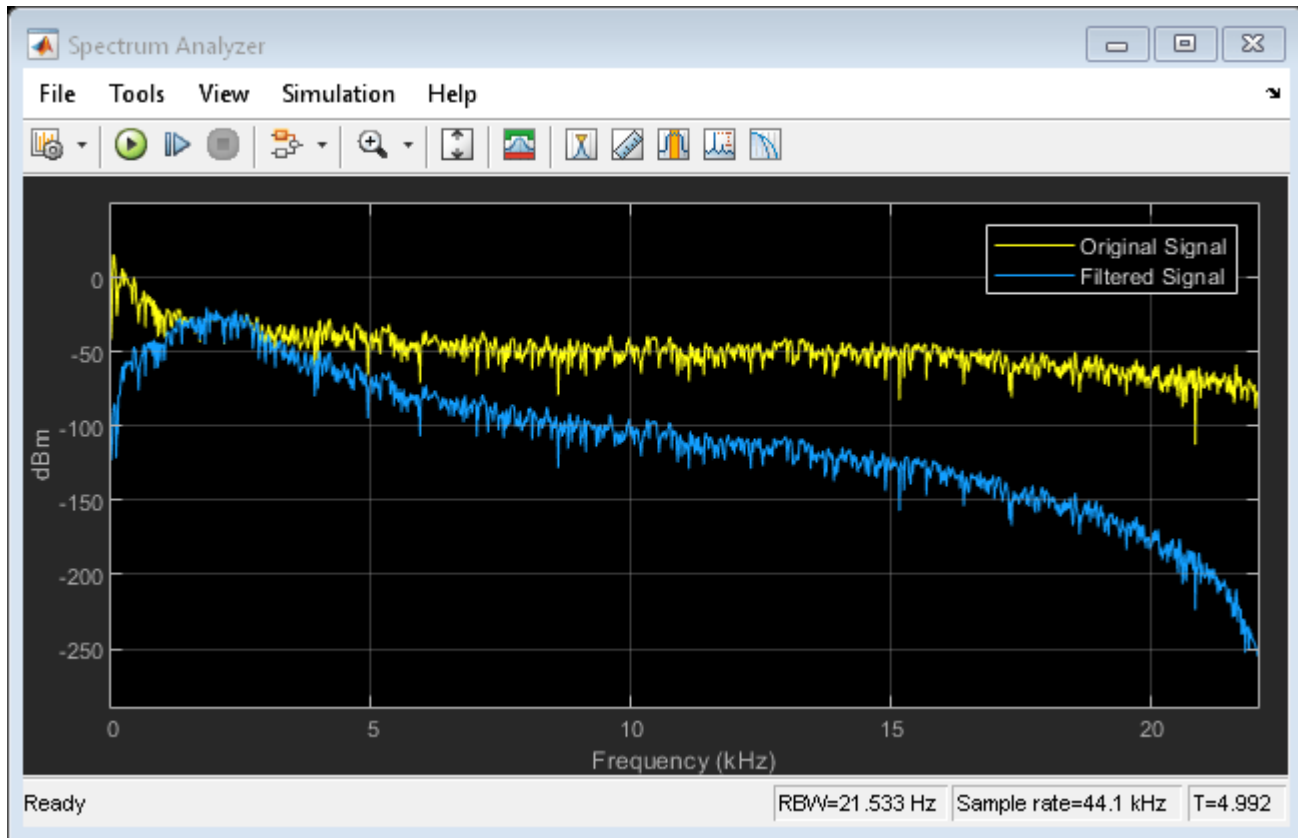 Spectrum Analyzer
File Tools View Simulation Help
Original Signal
Filtered Signal
0
-50
-100
-150
-200
-250
dBm
0 5 10 15 20
Frequency (kHz)
Ready RBW=21.533 Hz Sample rate=44.1 kHz T=4.992